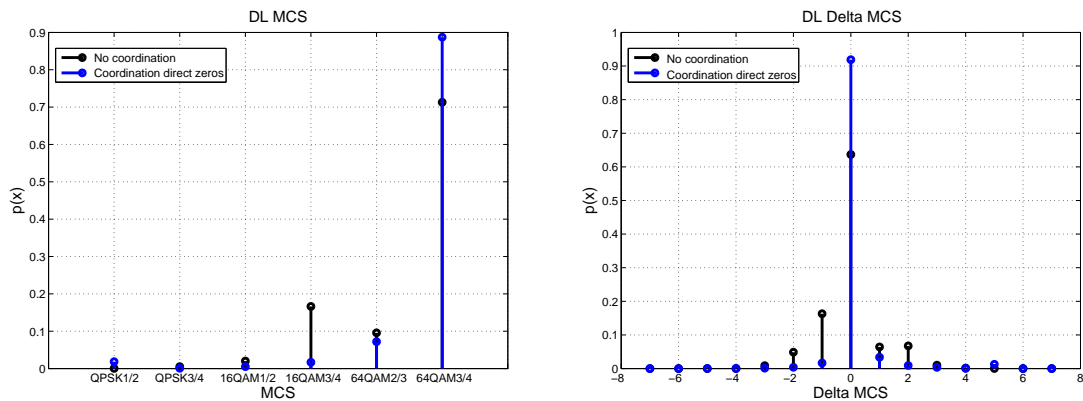 DL MCS
0.9
0.8
0.7
0.6
0.5
0.4
0.3
0.2
0.1
0
p(x)
No coordination
Coordination direct zeros
QPSK1/2 QPSK3/4 16QAM1/2 16QAM3/4 64QAM2/3 64QAM3/4
MCS
DL Delta MCS
1
0.9
0.8
0.7
0.6
0.5
0.4
0.3
0.2
0.1
0
p(x)
No coordination
Coordination direct zeros
−8 −6 −4 −2 0 2 4 6 8
Delta MCS